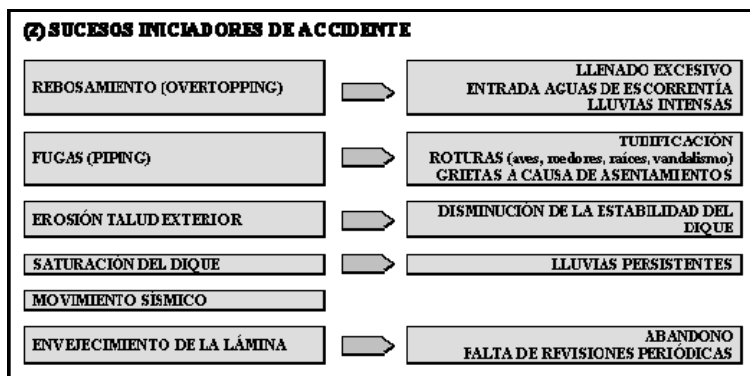 (2) SUCESOS INICIADORES DE ACCIDENTE
REBOSAMIENTO (OVERTOPPING)
LLENADO EXCESIVO
ENTRADA AGUAS DE ESCORRENTÍA
LLUVIAS INTENSAS
FUGAS (PIPING)
TUBIFICACIÓN
ROTURAS (aves, roedores, raíces, vandalismo)
GRIETAS A CAUSA DE ASENTAMIENTOS
EROSIÓN TALUD EXTERIOR
DISMINUCIÓN DE LA ESTABILIDAD DEL
DIQUE
SATURACIÓN DEL DIQUE
LLUVIAS PERSISTENTES
MOVIMIENTO SÍSMICO
ENVEJECIMIENTO DE LA LÁMINA
ABANDONO
FALTA DE REVISIONES PERIÓDICAS